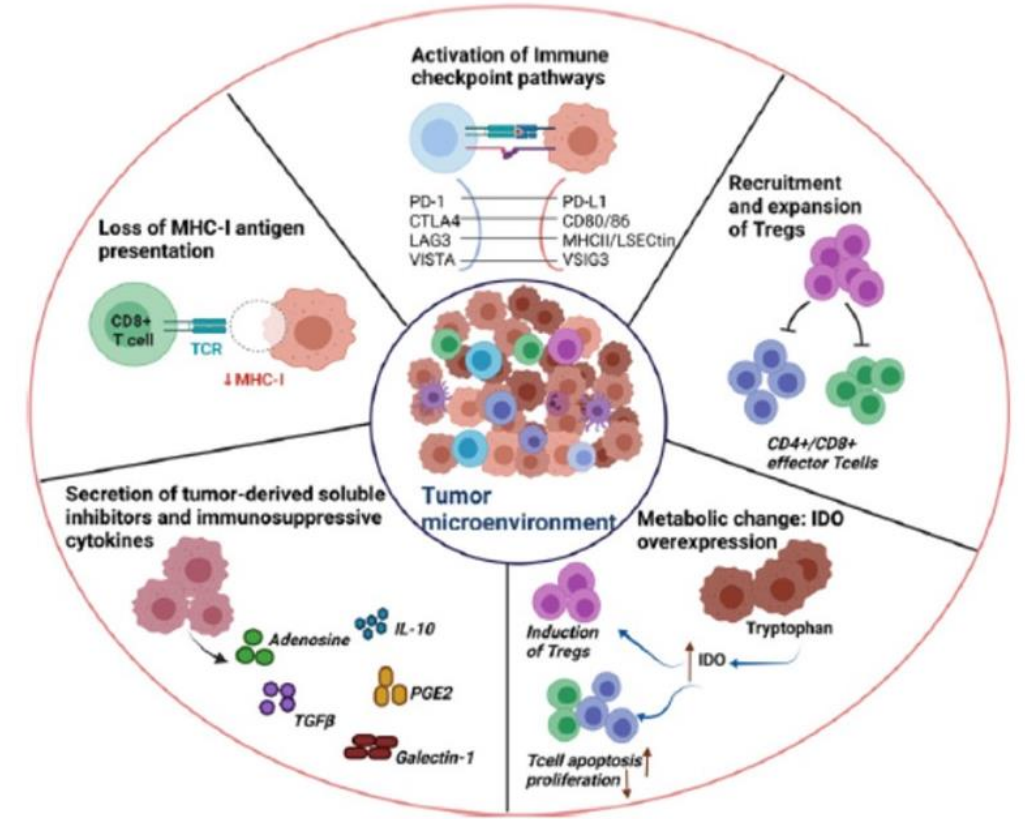 Activation of Immune
checkpoint pathways
PD-1
CTLA4
LAG3
VISTA
PD-L1
CD80/86
MHCII/LSECtin
VSIG3
Recruitment
and expansion
of Tregs
CD4+/CD8+
effector Tcells
Loss of MHC-I antigen
presentation
CD8+
T cell
TCR
↓MHC-I
Tumor
microenvironment
Secretion of tumor-derived soluble
inhibitors and immunosuppressive
cytokines
Adenosine
IL-10
TGFβ
PGE2
Galectin-1
Metabolic change: IDO
overexpression
Tryptophan
↑ IDO
Induction
of Tregs
Tcell apoptosis↑
proliferation↓